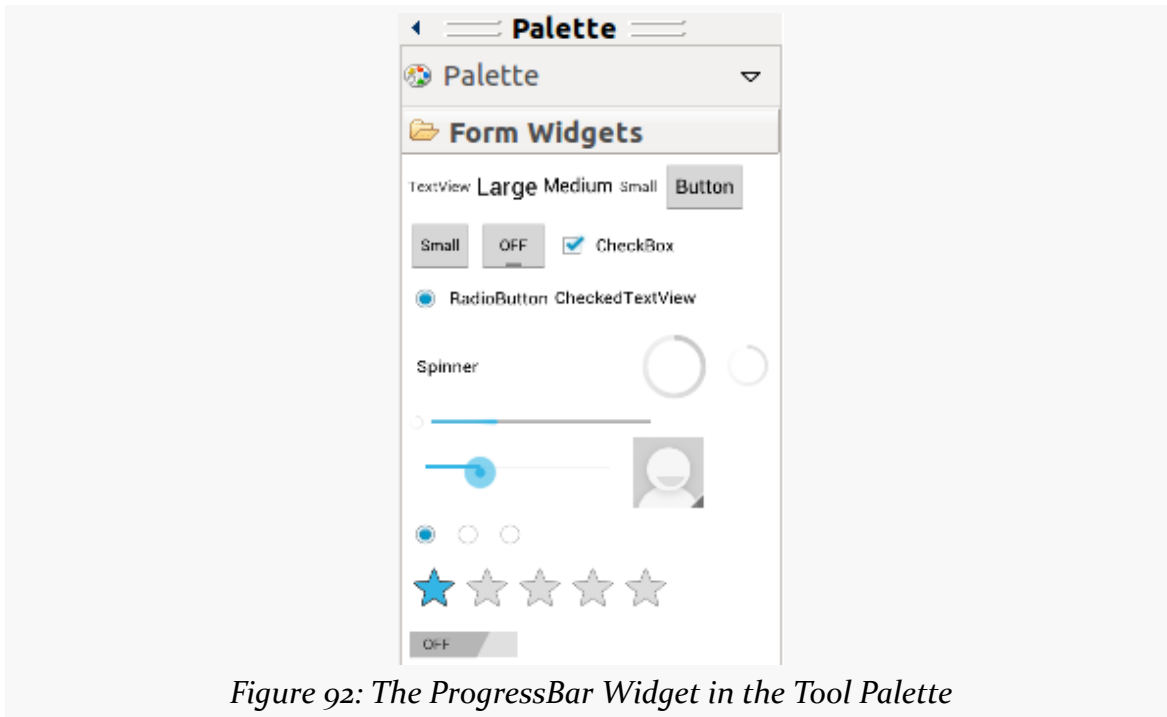 Palette
Palette
Form Widgets
TextView Large Medium Small Button
Small OFF CheckBox
RadioButton CheckedTextView
Spinner
OFF
Figure 92: The ProgressBar Widget in the Tool Palette